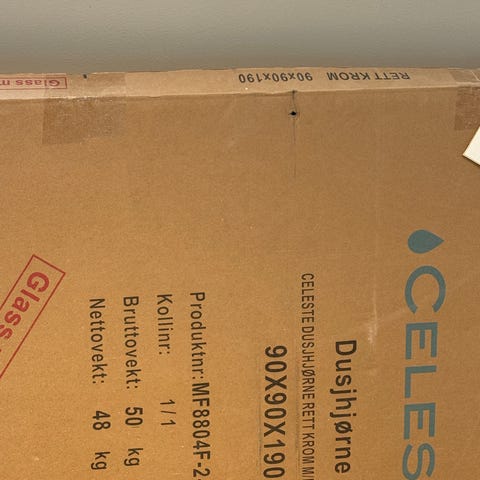 RETT KROM 90x90x190
Glass m
CELES
Dusjhjørne
CELESTE DUSJHJØRNE RETT KROM
90X90X190
Produktnr: MF8804F-2
Kollinr: 1/1
Bruttovekt: 50 kg
Nettovekt: 48 kg
Glass